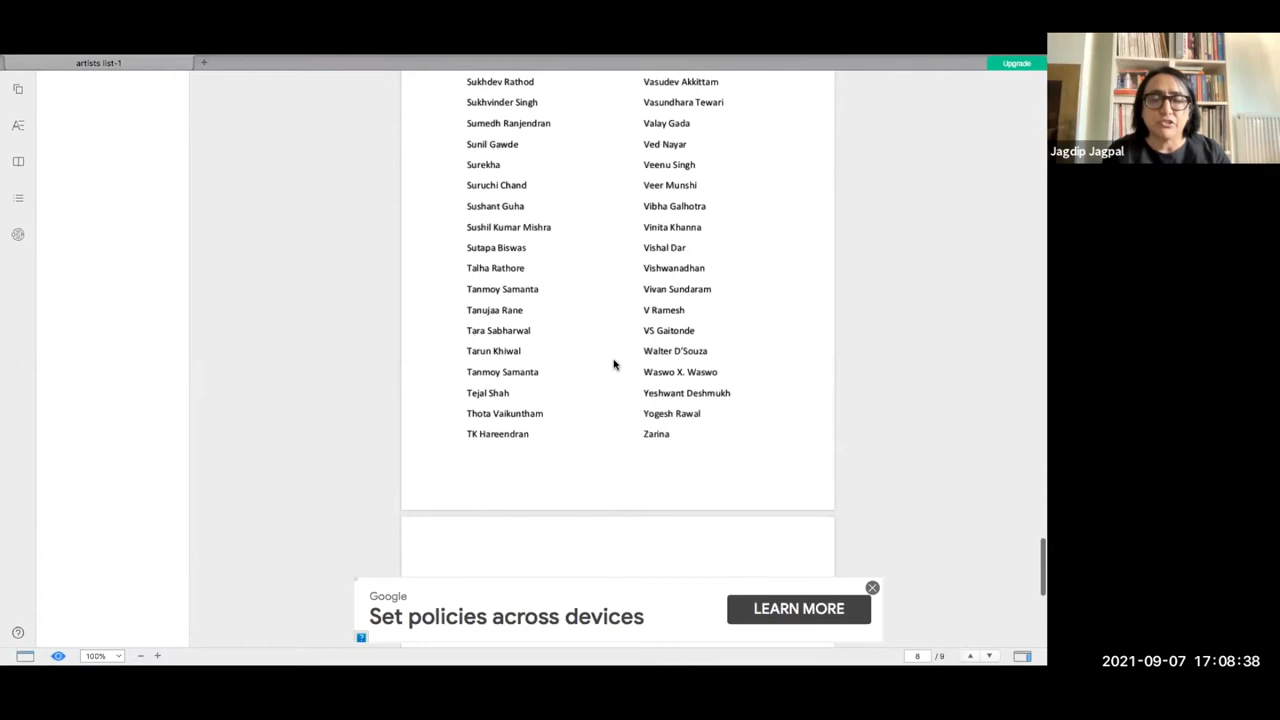 artists list-1
+
Upgrade
Sukhdev Rathod
Sukhvinder Singh
Sumedh Ranjendran
Sunil Gawde
Surekha
Suruchi Chand
Sushant Guha
Sushil Kumar Mishra
Sutapa Biswas
Talha Rathore
Tanmoy Samanta
Tanujaa Rane
Tara Sabharwal
Tarun Khiwal
Tanmoy Samanta
Tejal Shah
Thota Vaikuntham
TK Hareendran
Vasudev Akkittam
Vasundhara Tewari
Valay Gada
Ved Nayar
Veenu Singh
Veer Munshi
Vibha Galhotra
Vinita Khanna
Vishal Dar
Vishwanadhan
Vivan Sundaram
V Ramesh
VS Gaitonde
Walter D'Souza
Waswo X. Waswo
Yeshwant Deshmukh
Yogesh Rawal
Zarina
Google
Set policies across devices
LEARN MORE
100%
8 / 9
Jagdip Jagpal
2021-09-07 17:08:38